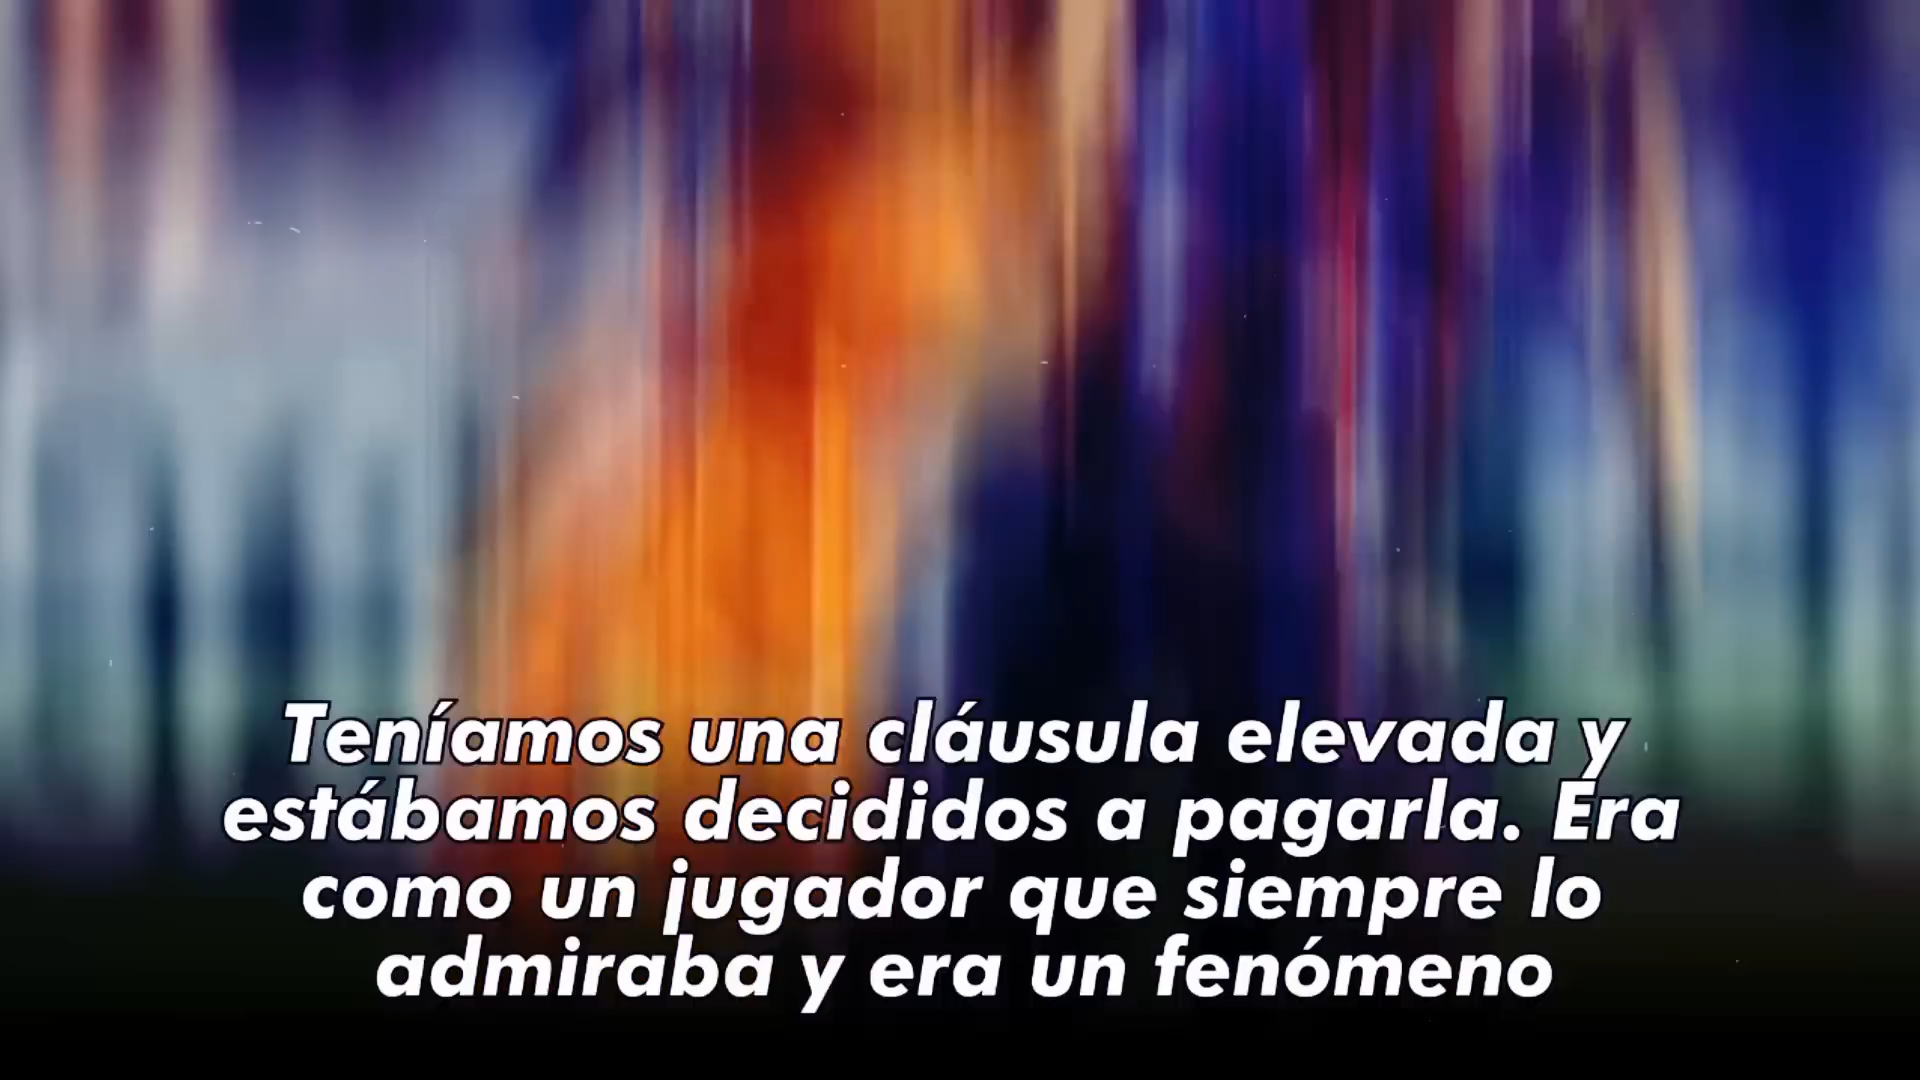 Teníamos una cláusula elevada y
estábamos decididos a pagarla. Era
como un jugador que siempre lo
admiraba y era un fenómeno